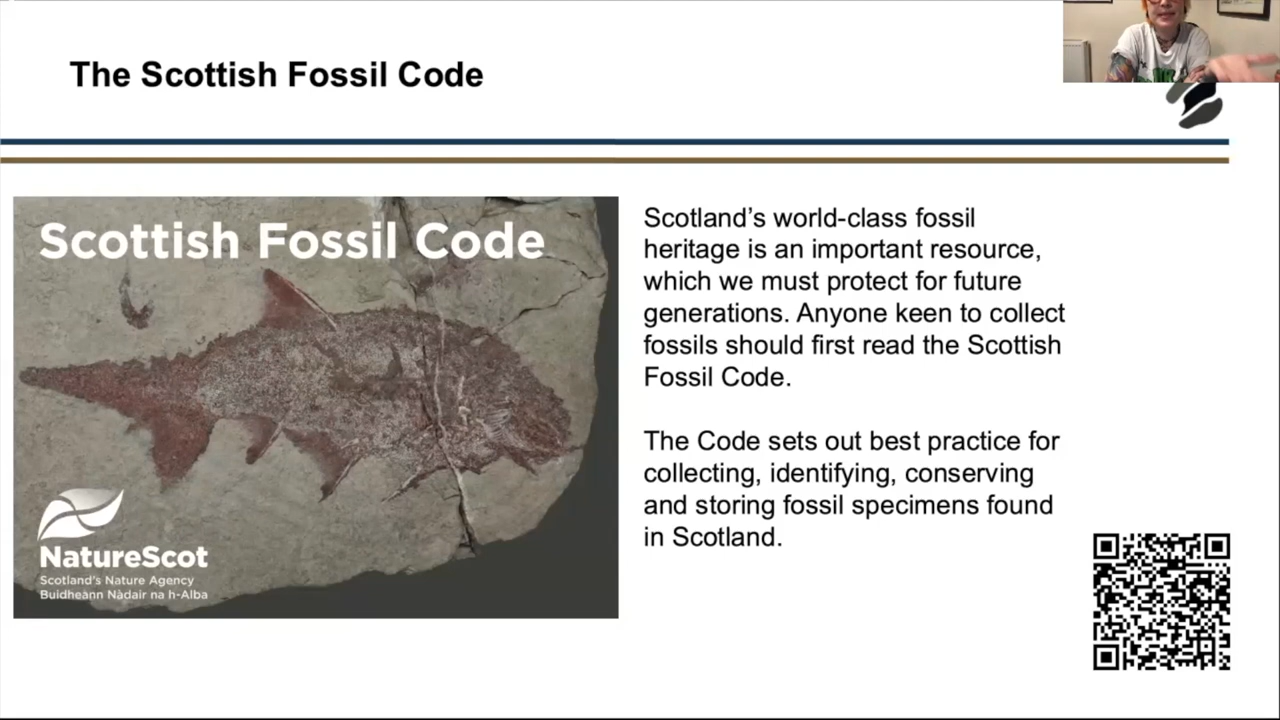 The Scottish Fossil Code
Scottish Fossil Code
NatureScot
Scotland's Nature Agency
Buidheann Nàdair na h-Alba
Scotland’s world-class fossil
heritage is an important resource,
which we must protect for future
generations. Anyone keen to collect
fossils should first read the Scottish
Fossil Code.
The Code sets out best practice for
collecting, identifying, conserving
and storing fossil specimens found
in Scotland.